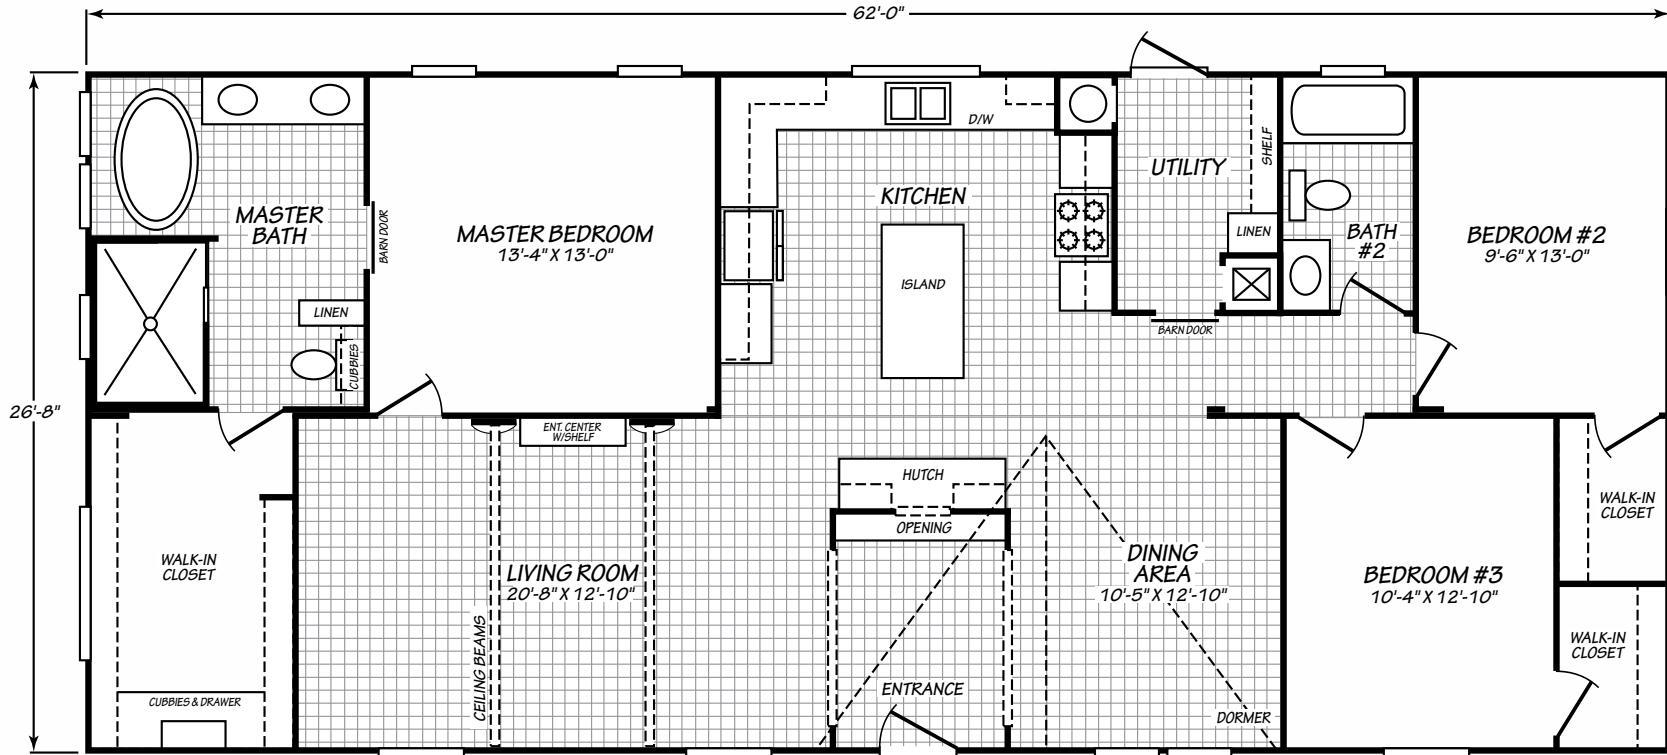 62'-0"
26'-8"
MASTER
BATH
BARN DOOR
LINEN
CUBBIES
MASTER BEDROOM
13'-4" X 13'-0"
D/W
KITCHEN
ISLAND
UTILITY
SHELF
LINEN
BARN DOOR
BATH
#2
BEDROOM #2
9'-6" X 13'-0"
WALK-IN
CLOSET
CUBBIES & DRAWER
ENT. CENTER
W/SHELF
LIVING ROOM
20'-8" X 12'-10"
CEILING BEAMS
HUTCH
OPENING
ENTRANCE
DINING
AREA
10'-5" X 12'-10"
DORMER
BEDROOM #3
10'-4" X 12'-10"
WALK-IN
CLOSET
WALK-IN
CLOSET